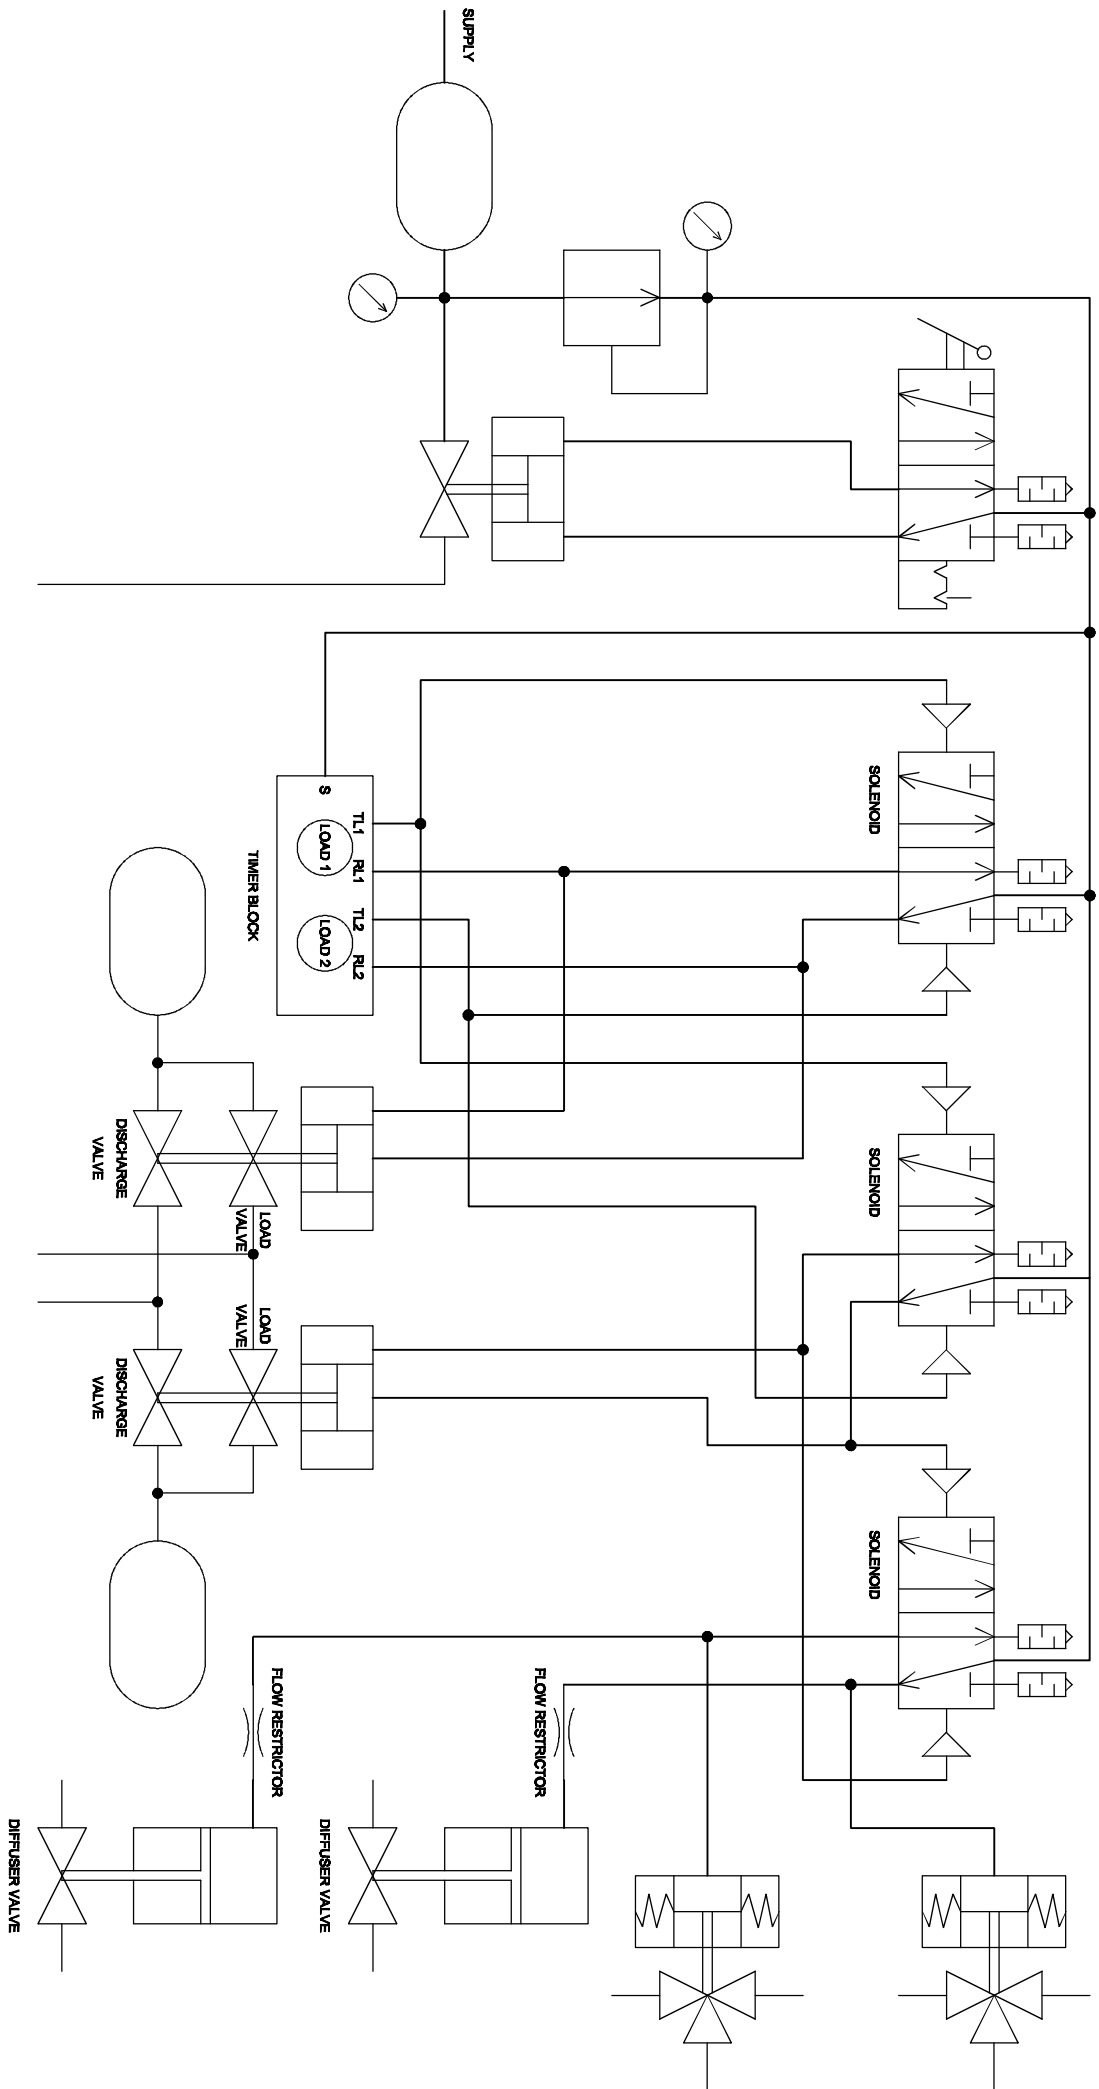 SUPPLY
SOLENOID
SOLENOID
SOLENOID
S
TL1
RL1
TL2
RL2
LOAD 1
LOAD 2
TIMER BLOCK
LOAD
VALVE
LOAD
VALVE
DISCHARGE
VALVE
DISCHARGE
VALVE
FLOW RESTRICTOR
FLOW RESTRICTOR
DIFFUSER VALVE
DIFFUSER VALVE